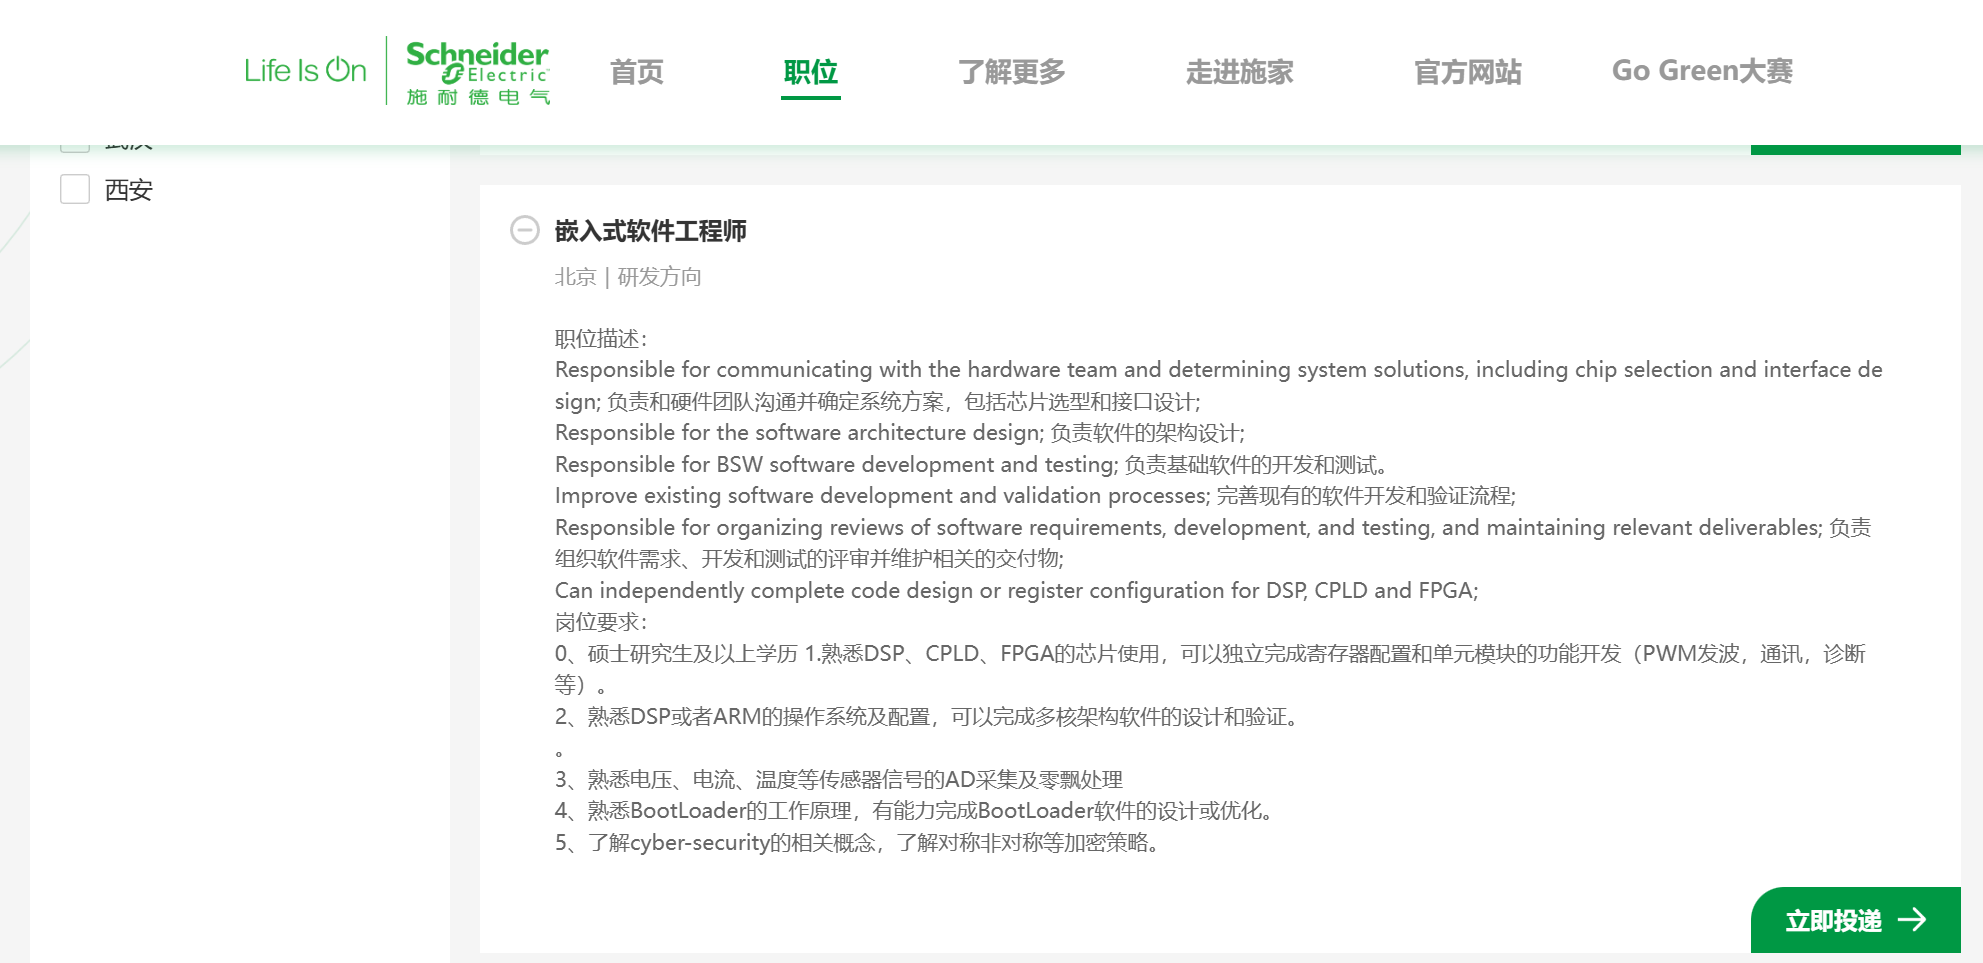 Life Is On
Schneider
Electric
施耐德电气
首页
职位
了解更多
走进施家
官方网站
Go Green大赛
武汉
西安
嵌入式软件工程师
北京 | 研发方向
职位描述：
Responsible for communicating with the hardware team and determining system solutions, including chip selection and interface de
sign; 负责和硬件团队沟通并确定系统方案，包括芯片选型和接口设计;
Responsible for the software architecture design; 负责软件的架构设计;
Responsible for BSW software development and testing; 负责基础软件的开发和测试。
Improve existing software development and validation processes; 完善现有的软件开发和验证流程;
Responsible for organizing reviews of software requirements, development, and testing, and maintaining relevant deliverables; 负责
组织软件需求、开发和测试的评审并维护相关的交付物;
Can independently complete code design or register configuration for DSP, CPLD and FPGA;
岗位要求：
0、硕士研究生及以上学历 1.熟悉DSP、CPLD、FPGA的芯片使用，可以独立完成寄存器配置和单元模块的功能开发（PWM发波，通讯，诊断
等）。
2、熟悉DSP或者ARM的操作系统及配置，可以完成多核架构软件的设计和验证。
。
3、熟悉电压、电流、温度等传感器信号的AD采集及零飘处理
4、熟悉BootLoader的工作原理，有能力完成BootLoader软件的设计或优化。
5、了解cyber-security的相关概念，了解对称非对称等加密策略。
立即投递